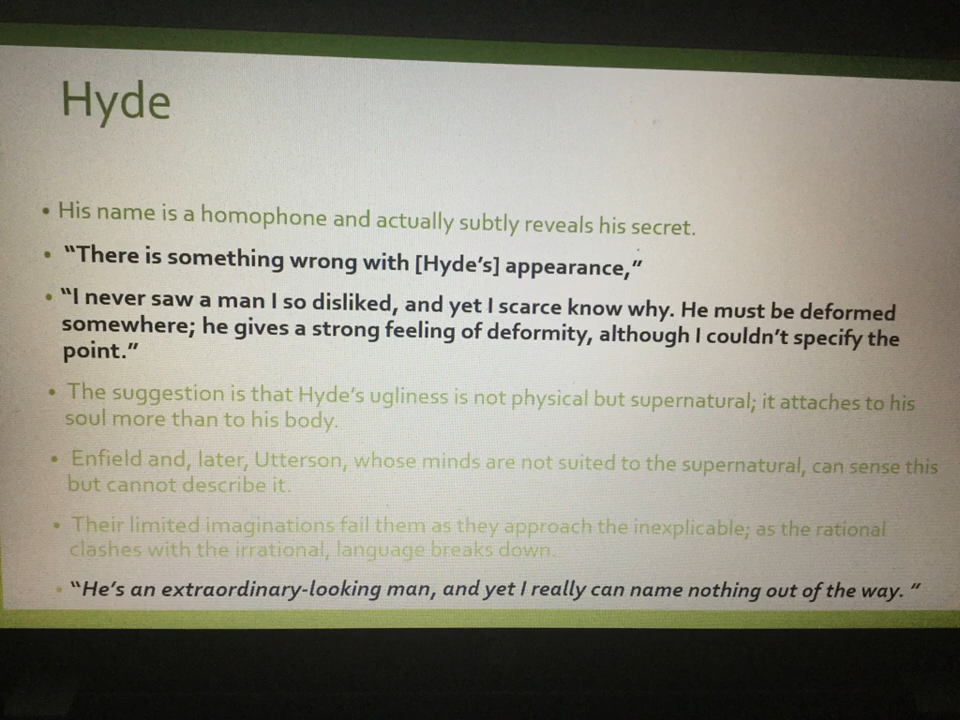 Hyde
• His name is a homophone and actually subtly reveals his secret.
• “There is something wrong with [Hyde’s] appearance,”
• “I never saw a man I so disliked, and yet I scarce know why. He must be deformed
somewhere; he gives a strong feeling of deformity, although I couldn’t specify the
point.”
• The suggestion is that Hyde’s ugliness is not physical but supernatural; it attaches to his
soul more than to his body.
• Enfield and, later, Utterson, whose minds are not suited to the supernatural, can sense this
but cannot describe it.
• Their limited imaginations fail them as they approach the inexplicable; as the rational
clashes with the irrational, language breaks down.
• “He’s an extraordinary-looking man, and yet I really can name nothing out of the way. ”